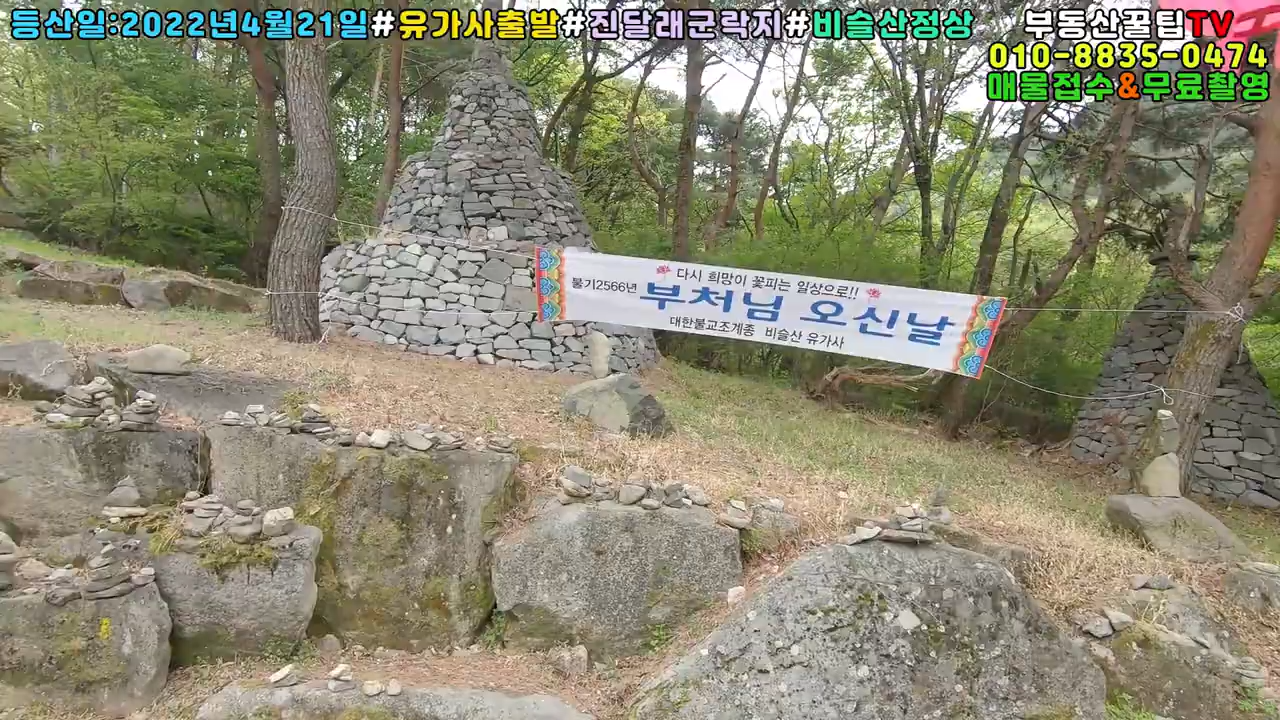 등산일:2022년4월21일#유가사출발#진달래군락지#비슬산정상
부동산꿀팁TV
010-8835-0474
매물접수&무료촬영
다시 희망이 꽃피는 일상으로!!
불기2566년 부처님 오신날
대한불교조계종 비슬산 유가사